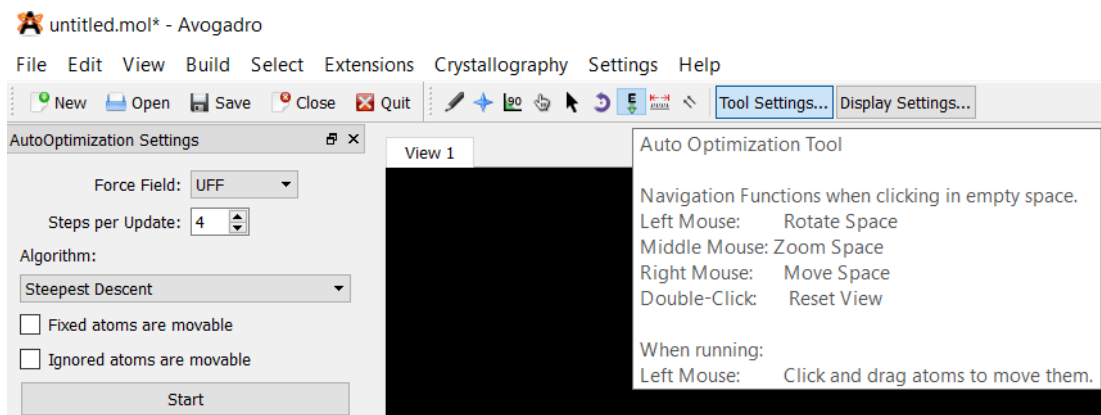 untitled.mol* - Avogadro
File Edit View Build Select Extensions Crystallography Settings Help
New Open Save Close Quit 90 E Tool Settings... Display Settings...
AutoOptimization Settings
View 1
Force Field: UFF
Steps per Update: 4
Algorithm:
Steepest Descent
Fixed atoms are movable
Ignored atoms are movable
Start
Auto Optimization Tool
Navigation Functions when clicking in empty space.
Left Mouse: Rotate Space
Middle Mouse: Zoom Space
Right Mouse: Move Space
Double-Click: Reset View
When running:
Left Mouse: Click and drag atoms to move them.